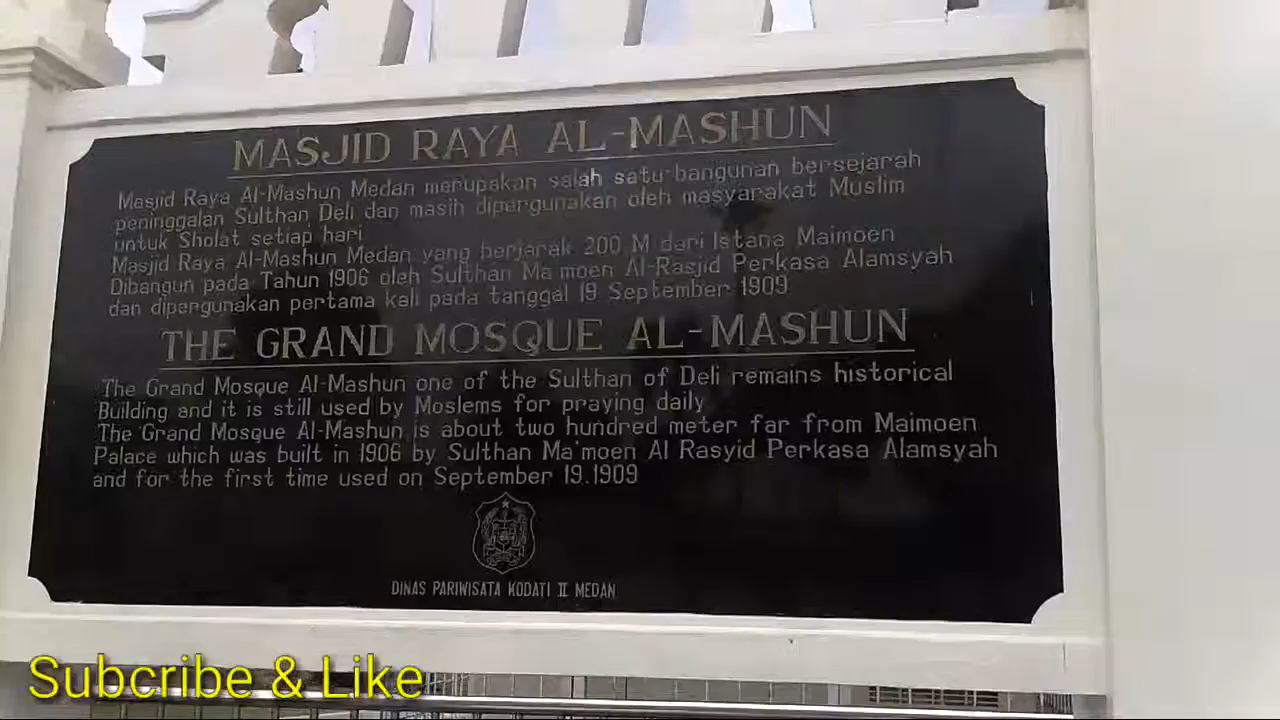 MASJID RAYA AL-MASHUN
Masjid Raya Al-Mashun Medan merupakan salah satu bangunan bersejarah
peninggalan Sulthan Deli dan masih dipergunakan oleh masyarakat Muslim
untuk Sholat setiap hari
Masjid Raya Al-Mashun Medan yang berjarak 200 M dari Istana Maimoen
Dibangun pada Tahun 1906 oleh Sulthan Ma'moen Al-Rasjid Perkasa Alamsyah
dan dipergunakan pertama kali pada tanggal 19 September 1909
THE GRAND MOSQUE AL-MASHUN
The Grand Mosque Al-Mashun one of the Sulthan of Deli remains historical
Building and it is still used by Moslems for praying daily
The Grand Mosque Al-Mashun is about two hundred meter far from Maimoen
Palace which was built in 1906 by Sulthan Ma'moen Al Rasyid Perkasa Alamsyah
and for the first time used on September 19.1909
DINAS PARIWISATA KODATI II MEDAN
Subcribe & Like